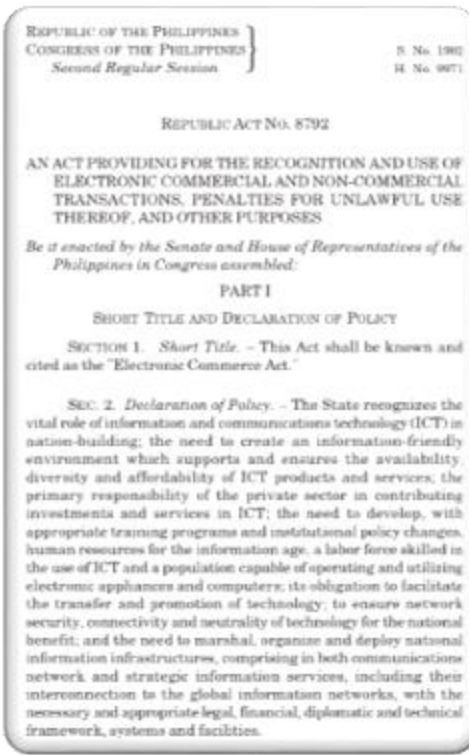 REPUBLIC OF THE PHILIPPINES
CONGRESS OF THE PHILIPPINES
Second Regular Session
S. No. 1902
H. No. 9971
REPUBLIC ACT NO. 8792
AN ACT PROVIDING FOR THE RECOGNITION AND USE OF
ELECTRONIC COMMERCIAL AND NON-COMMERCIAL
TRANSACTIONS, PENALTIES FOR UNLAWFUL USE
THEREOF, AND OTHER PURPOSES
Be it enacted by the Senate and House of Representatives of the
Philippines in Congress assembled:
PART I
SHORT TITLE AND DECLARATION OF POLICY
SECTION 1. Short Title. – This Act shall be known and
cited as the "Electronic Commerce Act."
SEC. 2. Declaration of Policy. – The State recognizes the
vital role of information and communications technology (ICT) in
nation-building; the need to create an information-friendly
environment which supports and ensures the availability,
diversity and affordability of ICT products and services; the
primary responsibility of the private sector in contributing
investments and services in ICT; the need to develop, with
appropriate training programs and institutional policy changes,
human resources for the information age, a labor force skilled in
the use of ICT and a population capable of operating and utilizing
electronic appliances and computers; its obligation to facilitate
the transfer and promotion of technology; to ensure network
security, connectivity and neutrality of technology for the national
benefit; and the need to marshal, organize and deploy national
information infrastructures, comprising in both communications
network and strategic information services, including their
interconnection to the global information networks, with the
necessary and appropriate legal, financial, diplomatic and technical
framework, systems and facilities.